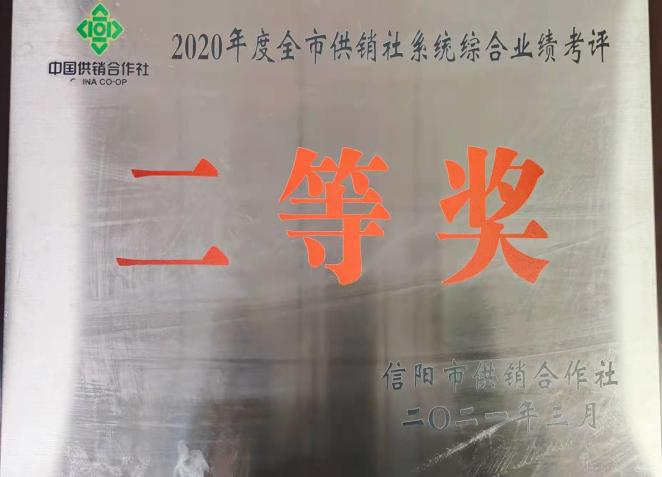 中国供销合作社
CHINA CO-OP
2020年度全市供销社系统综合业绩考评
二等奖
信阳市供销合作社
二〇二一年三月